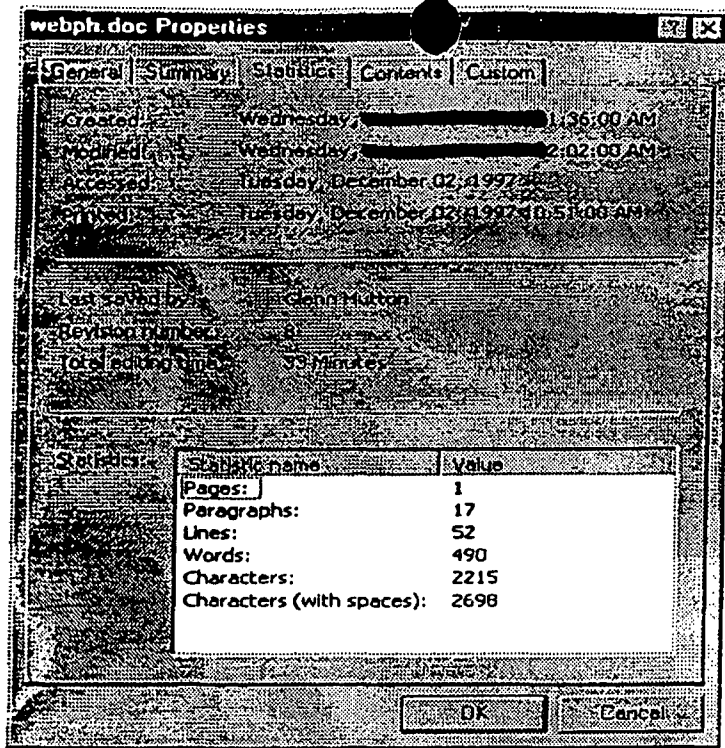 webph.doc Properties
General Summary Statistics Contents Custom
Created: Wednesday, 1:36:00 AM
Modified: Wednesday, 2:02:00 AM
Accessed: Tuesday, December 02, 1997
Printed: Tuesday, December 02, 1997 10:51:00 AM
Last saved by: Glenn Hutton
Revision number: 8
Total editing time: 33 Minutes
Statistics: Statistic name Value
Pages: 1
Paragraphs: 17
Lines: 52
Words: 490
Characters: 2215
Characters (with spaces): 2698
OK Cancel